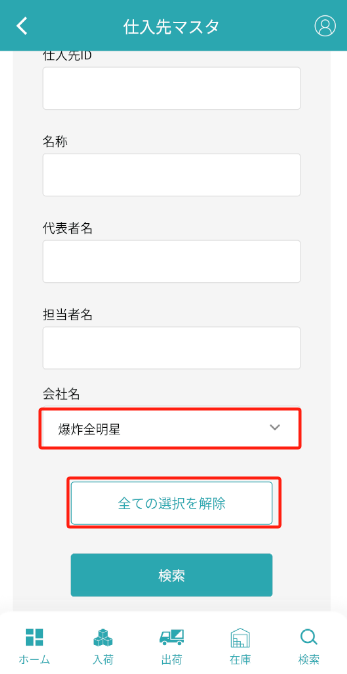 仕入先マスタ
仕入先ID
名称
代表者名
担当者名
会社名
爆炸全明星
全ての選択を解除
検索
ホーム
入荷
出荷
在庫
検索